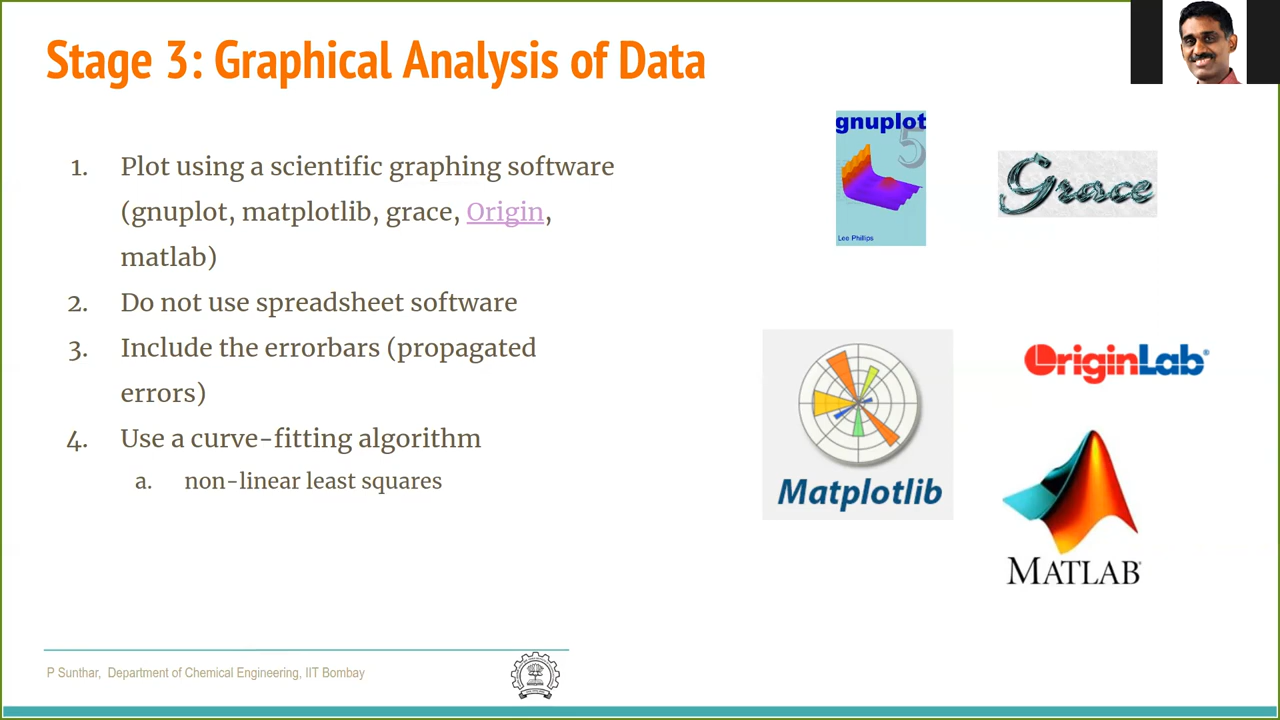 Stage 3: Graphical Analysis of Data
1. Plot using a scientific graphing software
(gnuplot, matplotlib, grace, Origin,
matlab)
2. Do not use spreadsheet software
3. Include the errorbars (propagated
errors)
4. Use a curve-fitting algorithm
a. non-linear least squares
gnuplot
5
Lee Phillips
Grace
Matplotlib
OriginLab®
MATLAB®
P Sunthar, Department of Chemical Engineering, IIT Bombay